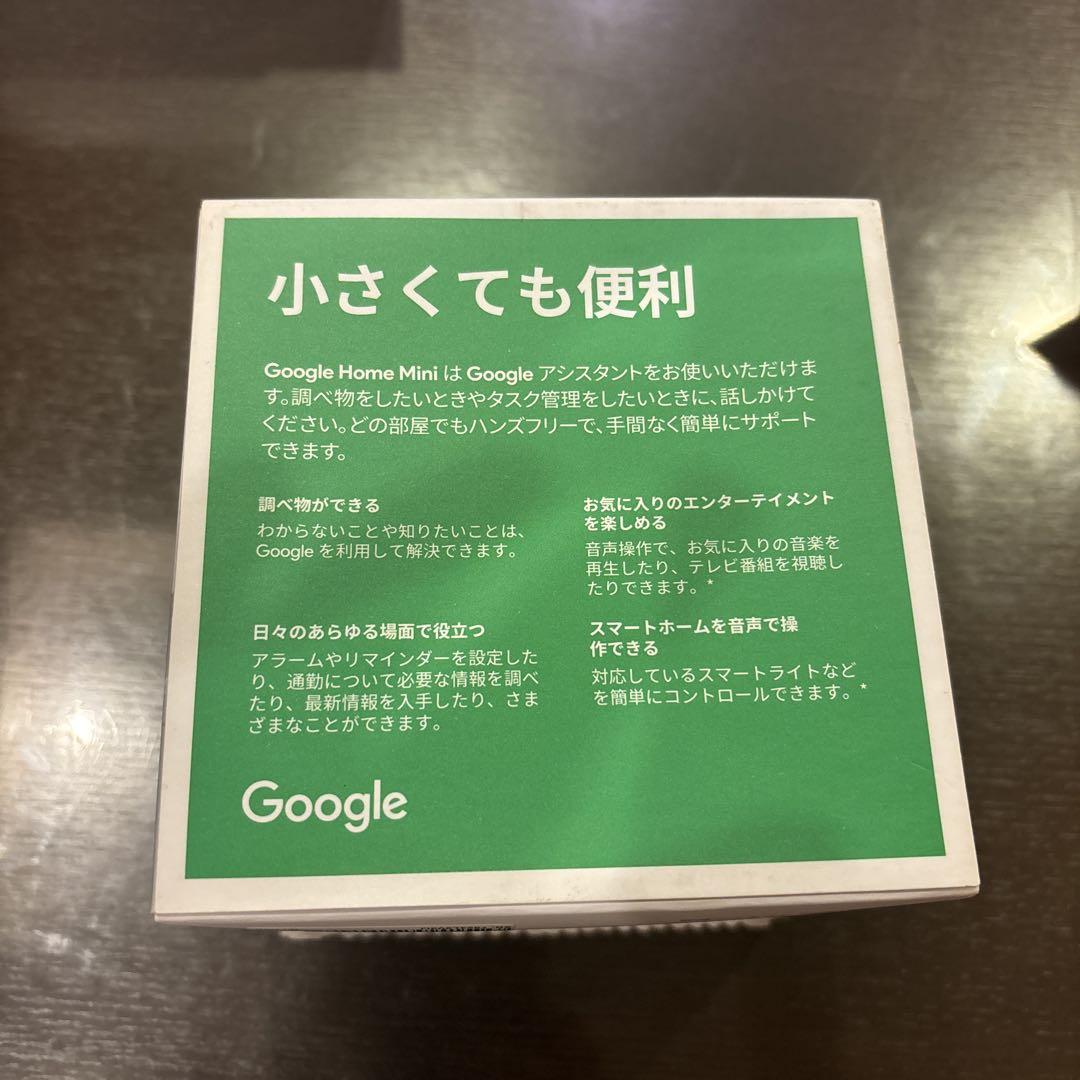 小さくても便利
Google Home Mini は Google アシスタントをお使いいただけま
す。調べ物をしたいときやタスク管理をしたいときに、話しかけて
ください。どの部屋でもハンズフリーで、手間なく簡単にサポート
できます。
調べ物ができる
わからないことや知りたいことは、
Google を利用して解決できます。
日々のあらゆる場面で役立つ
アラームやリマインダーを設定した
り、通勤について必要な情報を調べ
たり、最新情報を入手したり、さま
ざまなことができます。
お気に入りのエンターテイメント
を楽しめる
音声操作で、お気に入りの音楽を
再生したり、テレビ番組を視聴し
たりできます。*
スマートホームを音声で操
作できる
対応しているスマートライトなど
を簡単にコントロールできます。*
Google